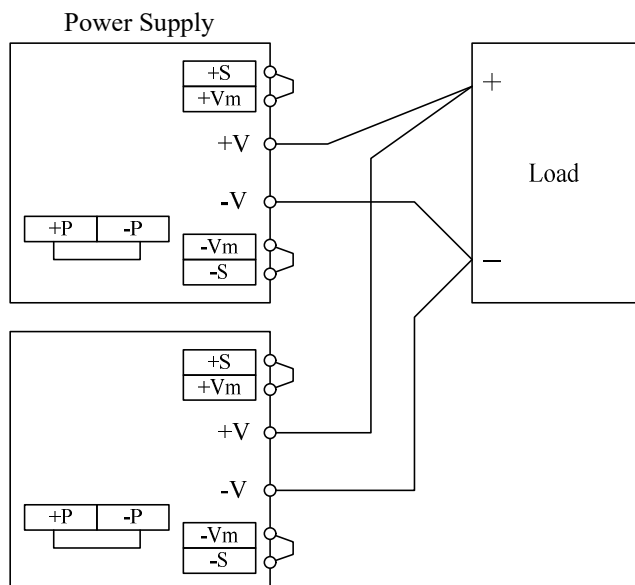 Power Supply
+S
+Vm
+V
-V
+P -P
-Vm
-S
+
Load
−
+S
+Vm
+V
-V
+P -P
-Vm
-S